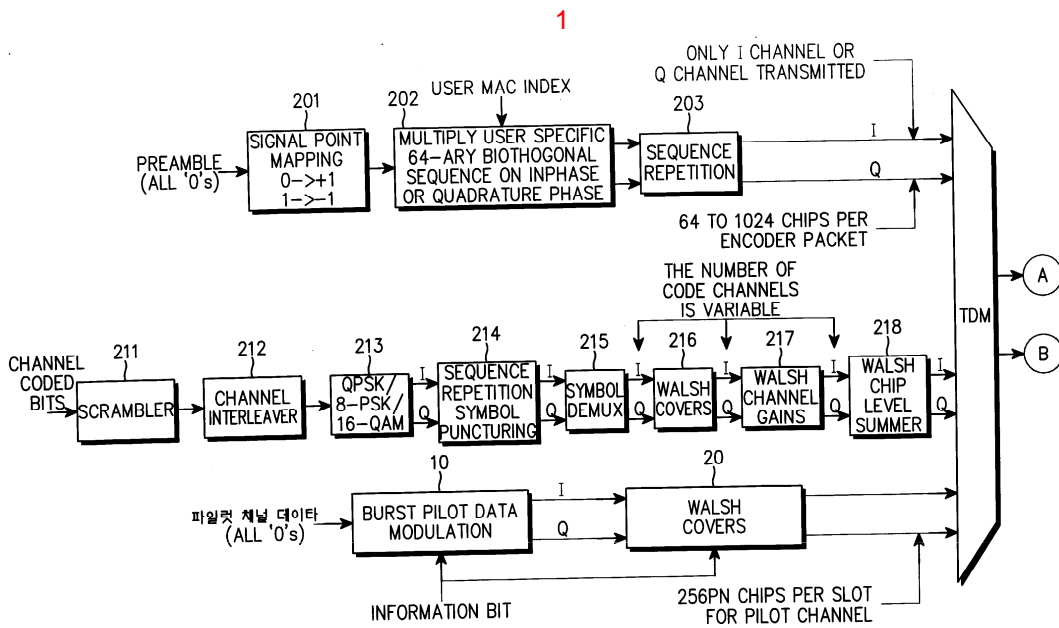 1
ONLY I CHANNEL OR
Q CHANNEL TRANSMITTED
USER MAC INDEX
201
202
203
SIGNAL POINT
MAPPING
0->+1
1->-1
MULTIPLY USER SPECIFIC
64-ARY BIOTHOGONAL
SEQUENCE ON INPHASE
OR QUADRATURE PHASE
SEQUENCE
REPETITION
I
Q
PREAMBLE
(ALL '0's)
64 TO 1024 CHIPS PER
ENCODER PACKET
THE NUMBER OF
CODE CHANNELS
IS VARIABLE
TDM
A
B
CHANNEL
CODED
BITS
211
SCRAMBLER
212
CHANNEL
INTERLEAVER
213
QPSK/
8-PSK/
16-QAM
I
Q
214
SEQUENCE
REPETITION
SYMBOL
PUNCTURING
I
Q
215
SYMBOL
DEMUX
I
Q
216
WALSH
COVERS
I
Q
217
WALSH
CHANNEL
GAINS
I
Q
218
WALSH
CHIP
LEVEL
SUMMER
I
Q
파일럿 채널 데이타
(ALL '0's)
10
BURST PILOT DATA
MODULATION
I
Q
20
WALSH
COVERS
INFORMATION BIT
256PN CHIPS PER SLOT
FOR PILOT CHANNEL